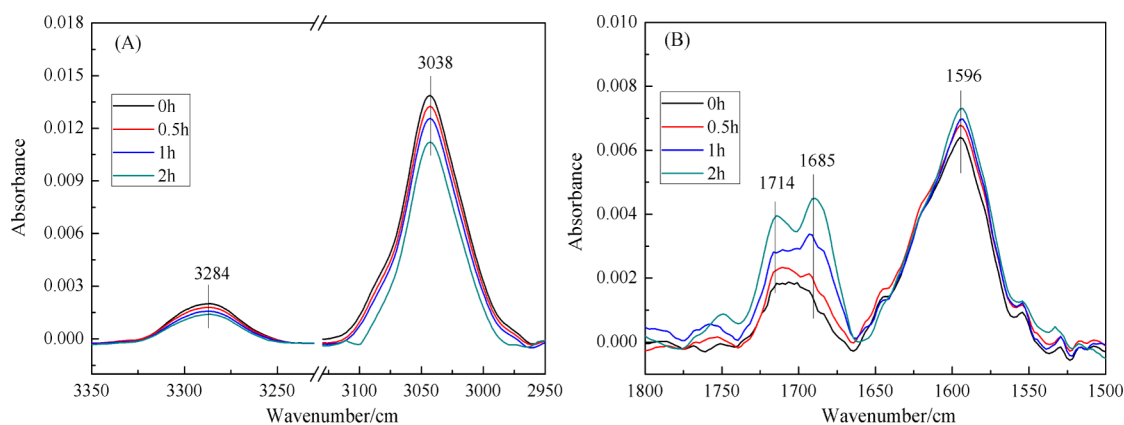 (A)
3284
3038
0h
0.5h
1h
2h
Absorbance
0.018
0.015
0.012
0.009
0.006
0.003
0.000
3350
3300
3250
3100
3050
3000
2950
Wavenumber/cm
(B)
1714
1685
1596
0h
0.5h
1h
2h
Absorbance
0.010
0.008
0.006
0.004
0.002
0.000
1800
1750
1700
1650
1600
1550
1500
Wavenumber/cm